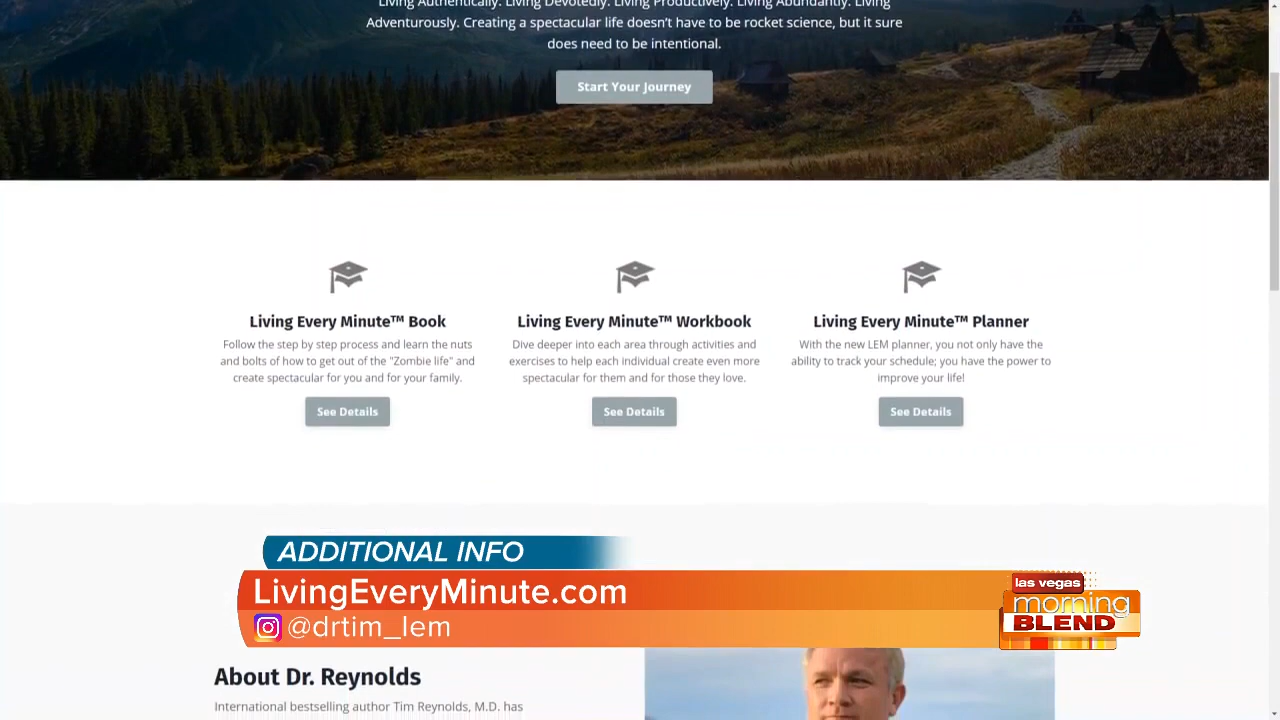 Living Authentically. Living Devotedly. Living Productively. Living Abundantly. Living
Adventurously. Creating a spectacular life doesn’t have to be rocket science, but it sure
does need to be intentional.
Start Your Journey
Living Every Minute™ Book
Follow the step by step process and learn the nuts
and bolts of how to get out of the "Zombie life" and
create spectacular for you and for your family.
See Details
Living Every Minute™ Workbook
Dive deeper into each area through activities and
exercises to help each individual create even more
spectacular for them and for those they love.
See Details
Living Every Minute™ Planner
With the new LEM planner, you not only have the
ability to track your schedule; you have the power to
improve your life!
See Details
ADDITIONAL INFO
LivingEveryMinute.com
@drtim_lem
las vegas
morning
BLEND
About Dr. Reynolds
International bestselling author Tim Reynolds, M.D. has